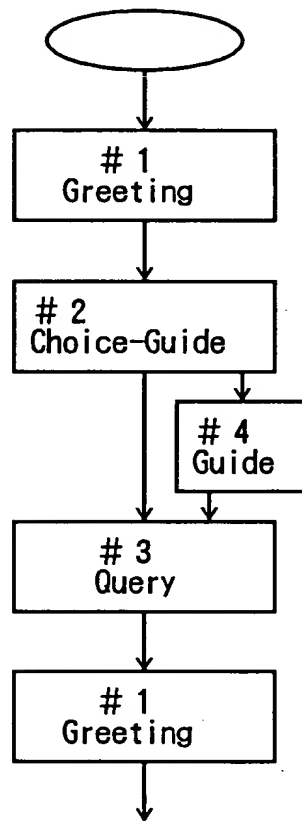 # 1
Greeting
# 2
Choice-Guide
# 4
Guide
# 3
Query
# 1
Greeting